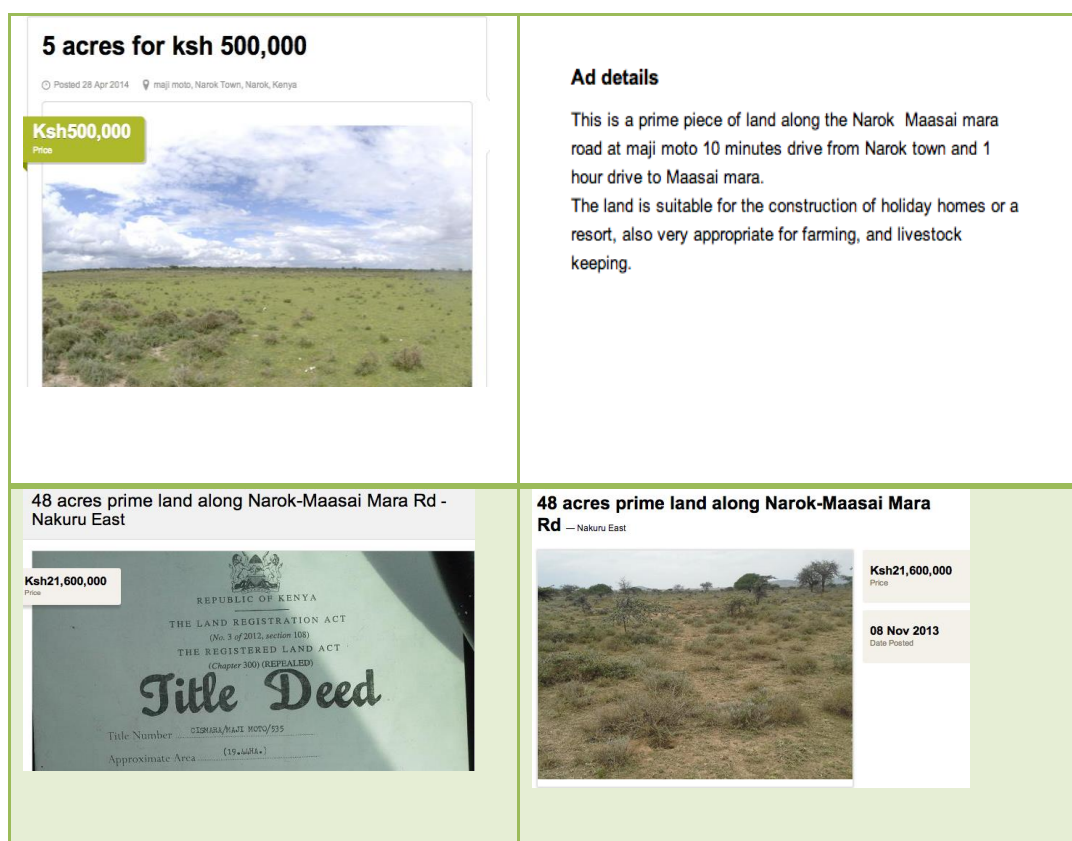 5 acres for ksh 500,000
Posted 28 Apr 2014 maji moto, Narok Town, Narok, Kenya
Ksh500,000
Price
Ad details
This is a prime piece of land along the Narok Maasai mara
road at maji moto 10 minutes drive from Narok town and 1
hour drive to Maasai mara.
The land is suitable for the construction of holiday homes or a
resort, also very appropriate for farming, and livestock
keeping.
48 acres prime land along Narok-Maasai Mara Rd -
Nakuru East
Ksh21,600,000
Price
REPUBLIC OF KENYA
THE LAND REGISTRATION ACT
(No. 3 of 2012, section 108)
THE REGISTERED LAND ACT
(Chapter 300) (REPEALED)
Title Deed
Title Number CISMARA/MAJI MOTO/535
Approximate Area (19.44HA.)
48 acres prime land along Narok-Maasai Mara
Rd — Nakuru East
Ksh21,600,000
Price
08 Nov 2013
Date Posted